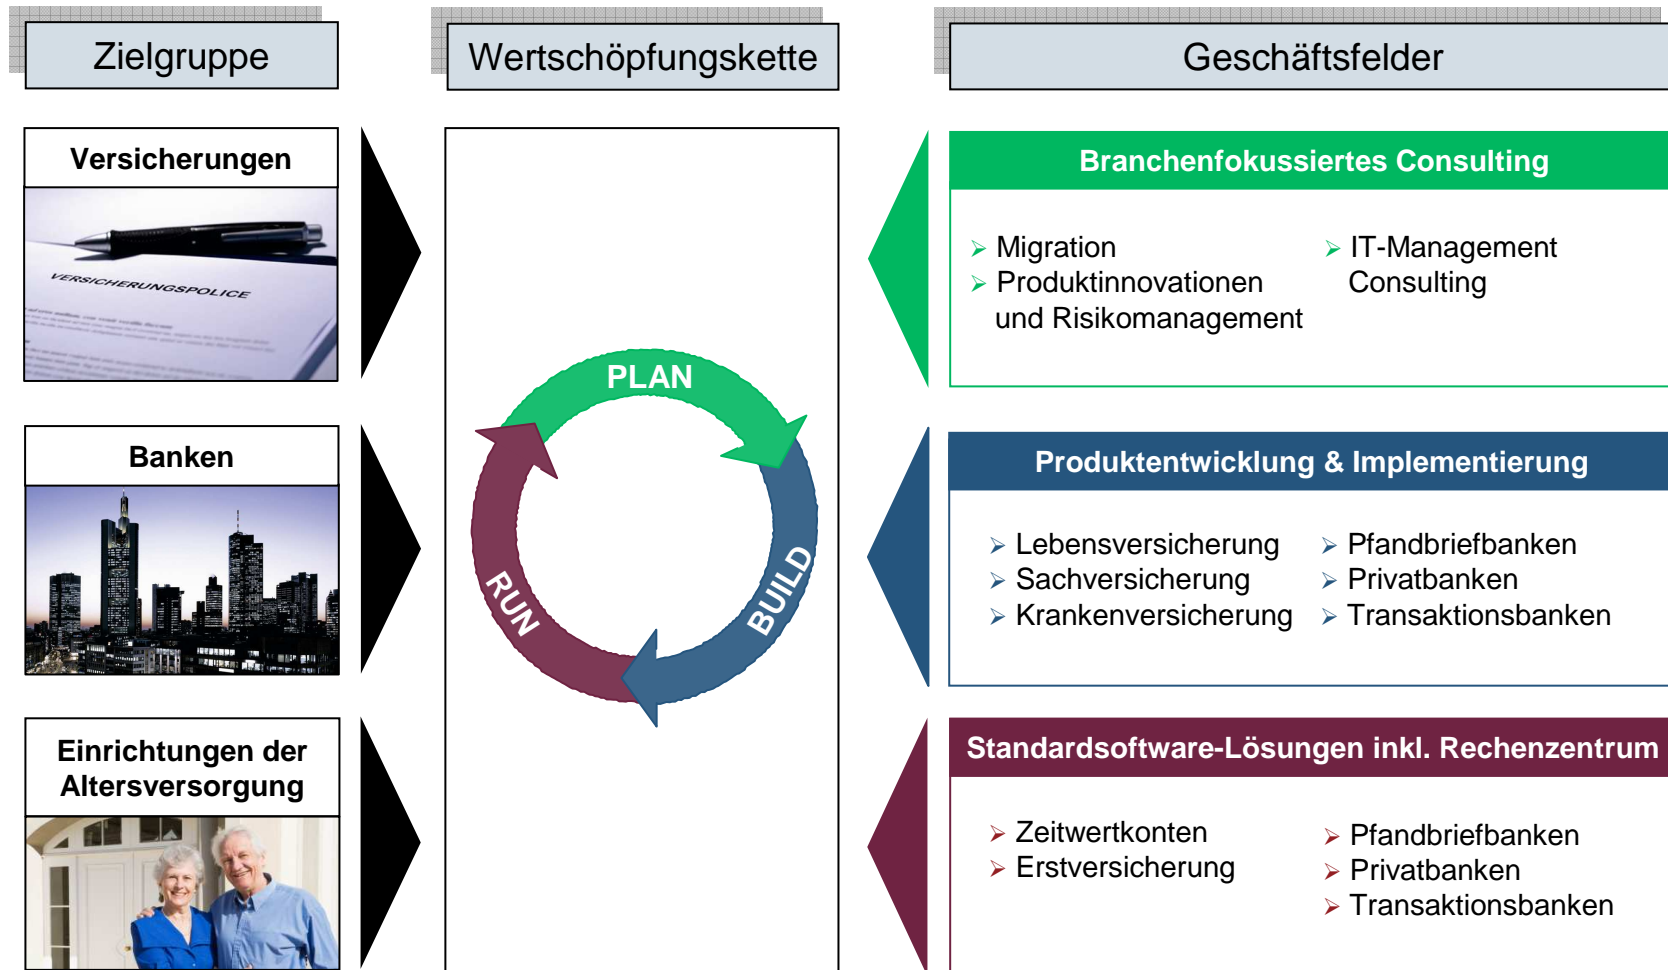 Zielgruppe
Wertschöpfungskette
Geschäftsfelder
Versicherungen
VERSICHERUNGSPOLICE
Banken
Einrichtungen der
Altersversorgung
PLAN
BUILD
RUN
Branchenfokussiertes Consulting
➢ Migration
➢ Produktinnovationen
und Risikomanagement
➢ IT-Management
Consulting
Produktentwicklung & Implementierung
➢ Lebensversicherung
➢ Sachversicherung
➢ Krankenversicherung
➢ Pfandbriefbanken
➢ Privatbanken
➢ Transaktionsbanken
Standardsoftware-Lösungen inkl. Rechenzentrum
➢ Zeitwertkonten
➢ Erstversicherung
➢ Pfandbriefbanken
➢ Privatbanken
➢ Transaktionsbanken